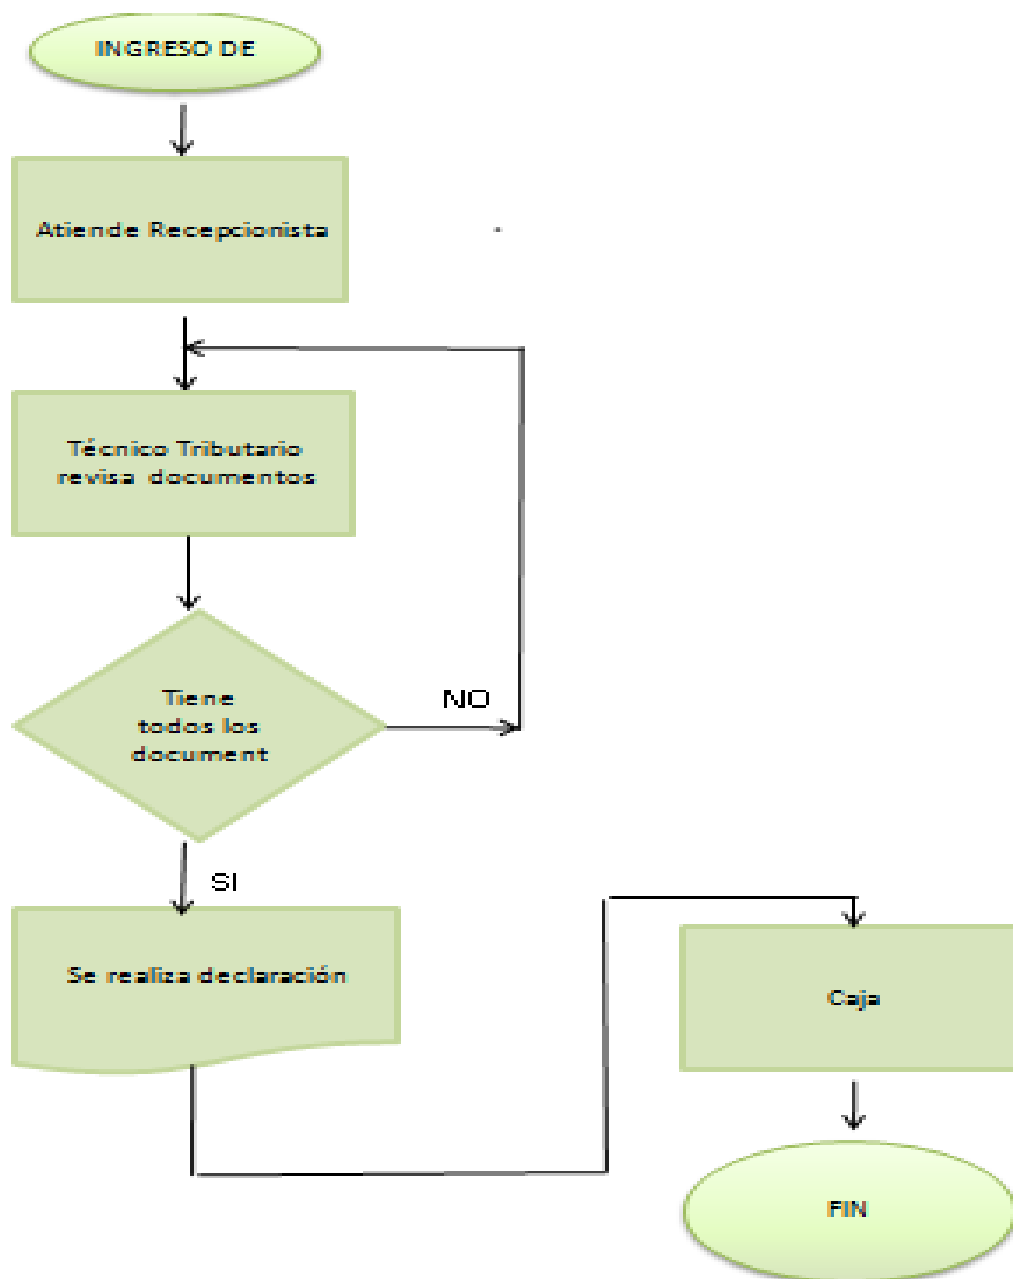 INGRESO DE
Atiende Recepcionista
Técnico Tributario
revisa documentos
Tiene
todos los
document
NO
SI
Se realiza declaración
Caja
FIN